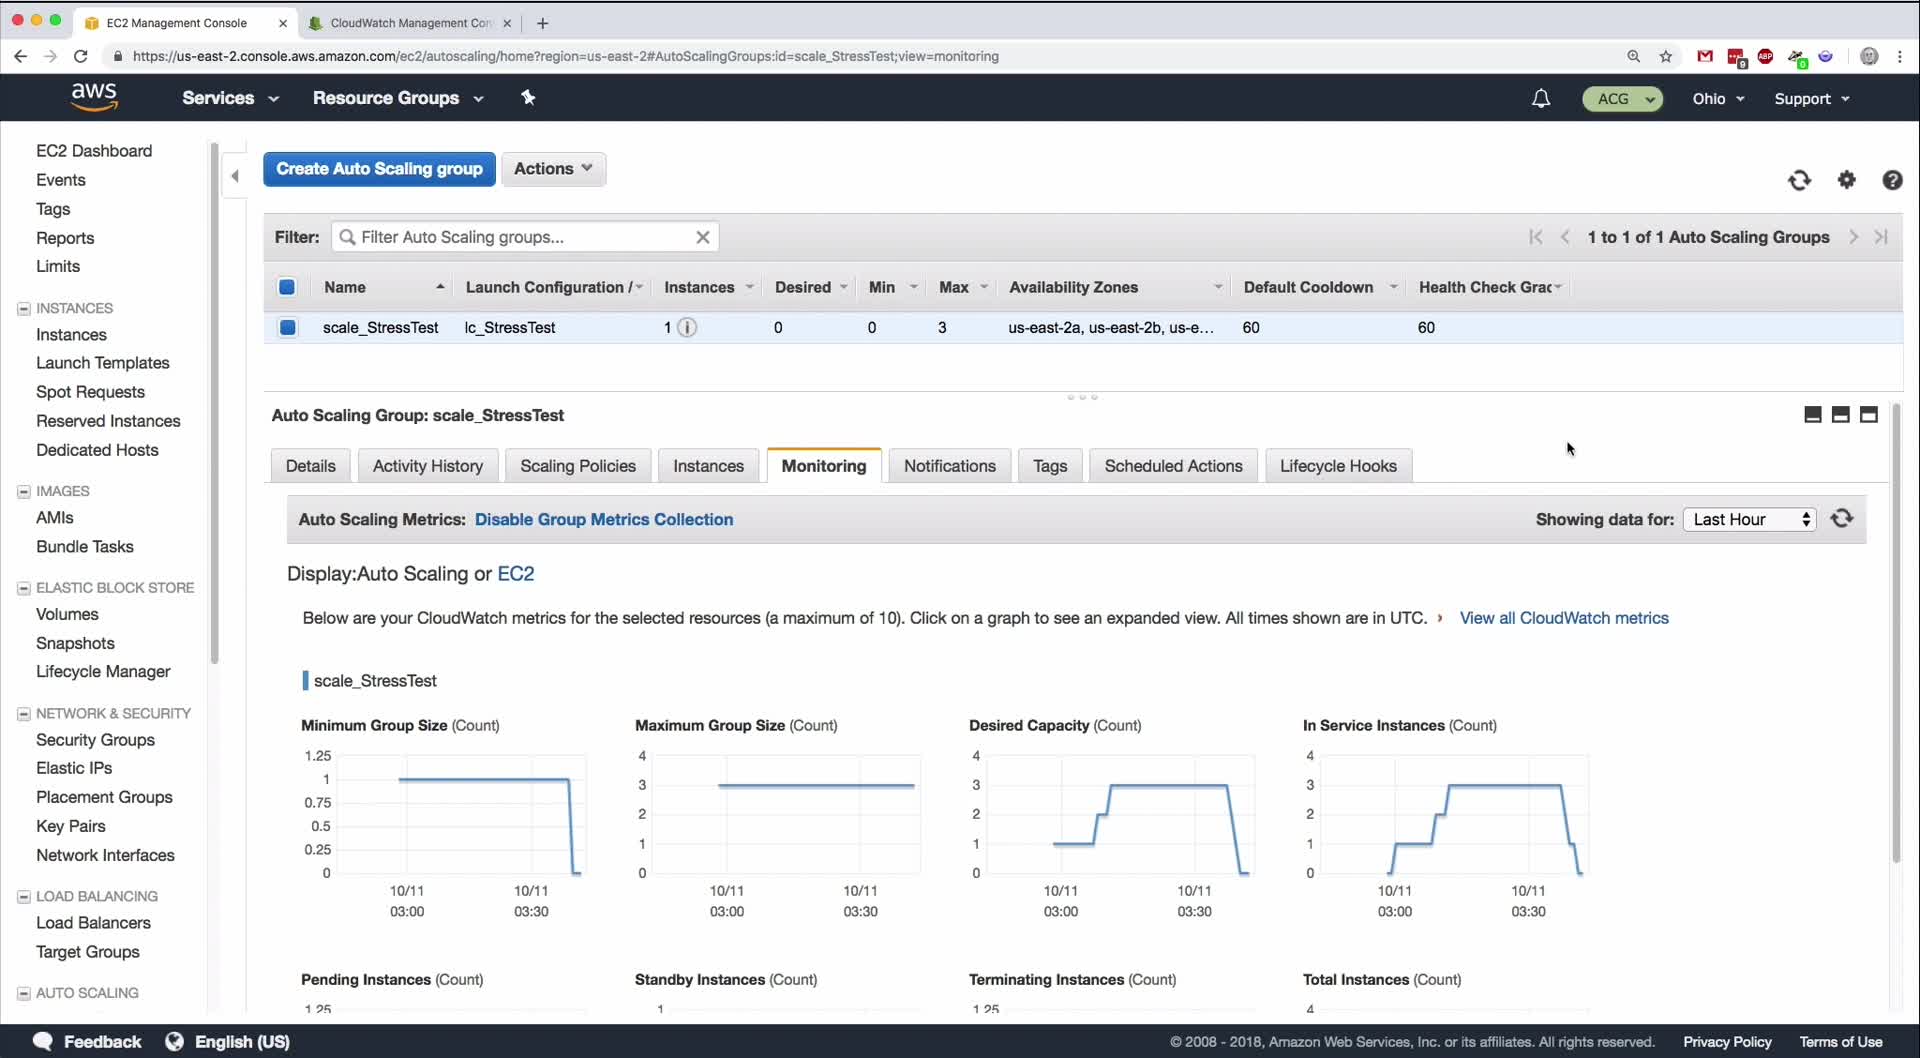 EC2 Management Console
CloudWatch Management Con
https://us-east-2.console.aws.amazon.com/ec2/autoscaling/home?region=us-east-2#AutoScalingGroups:id=scale_StressTest;view=monitoring
9
ABP
0
aws
Services
Resource Groups
ACG
Ohio
Support
EC2 Dashboard
Events
Tags
Reports
Limits
INSTANCES
Instances
Launch Templates
Spot Requests
Reserved Instances
Dedicated Hosts
IMAGES
AMIs
Bundle Tasks
ELASTIC BLOCK STORE
Volumes
Snapshots
Lifecycle Manager
NETWORK & SECURITY
Security Groups
Elastic IPs
Placement Groups
Key Pairs
Network Interfaces
LOAD BALANCING
Load Balancers
Target Groups
AUTO SCALING
Create Auto Scaling group Actions
Filter: Filter Auto Scaling groups... 1 to 1 of 1 Auto Scaling Groups
Name Launch Configuration / Instances Desired Min Max Availability Zones Default Cooldown Health Check Grac
scale_StressTest lc_StressTest 1 0 0 3 us-east-2a, us-east-2b, us-e... 60 60
Auto Scaling Group: scale_StressTest
Details Activity History Scaling Policies Instances Monitoring Notifications Tags Scheduled Actions Lifecycle Hooks
Auto Scaling Metrics: Disable Group Metrics Collection Showing data for: Last Hour
Display:Auto Scaling or EC2
Below are your CloudWatch metrics for the selected resources (a maximum of 10). Click on a graph to see an expanded view. All times shown are in UTC. › View all CloudWatch metrics
scale_StressTest
Minimum Group Size (Count)
1.25
1
0.75
0.5
0.25
0
10/11 10/11
03:00 03:30
Maximum Group Size (Count)
4
3
2
1
0
10/11 10/11
03:00 03:30
Desired Capacity (Count)
4
3
2
1
0
10/11 10/11
03:00 03:30
In Service Instances (Count)
4
3
2
1
0
10/11 10/11
03:00 03:30
Pending Instances (Count)
1.25
Standby Instances (Count)
1
Terminating Instances (Count)
1.25
Total Instances (Count)
4
Feedback English (US) © 2008 - 2018, Amazon Web Services, Inc. or its affiliates. All rights reserved. Privacy Policy Terms of Use